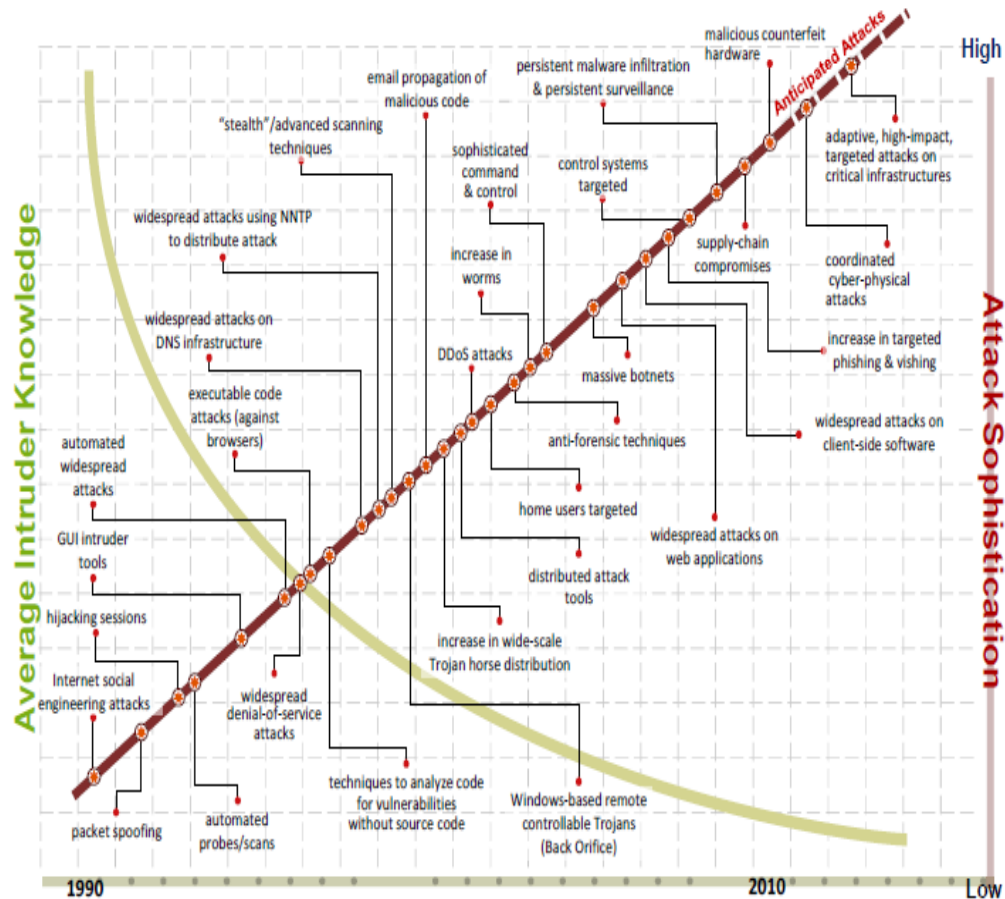 malicious counterfeit
hardware
High
Anticipated Attacks
email propagation of
malicious code
persistent malware infiltration
& persistent surveillance
"stealth"/advanced scanning
techniques
sophisticated
command
& control
control systems
targeted
adaptive, high-impact,
targeted attacks on
critical infrastructures
widespread attacks using NNTP
to distribute attack
increase in
worms
supply-chain
compromises
coordinated
cyber-physical
attacks
widespread attacks on
DNS infrastructure
DDoS attacks
massive botnets
increase in targeted
phishing & vishing
executable code
attacks (against
browsers)
anti-forensic techniques
widespread attacks on
client-side software
automated
widespread
attacks
home users targeted
widespread attacks on
web applications
GUI intruder
tools
distributed attack
tools
hijacking sessions
increase in wide-scale
Trojan horse distribution
Internet social
engineering attacks
widespread
denial-of-service
attacks
techniques to analyze code
for vulnerabilities
without source code
Windows-based remote
controllable Trojans
(Back Orifice)
packet spoofing
automated
probes/scans
Average Intruder Knowledge
Attack Sophistication
1990
2010
Low